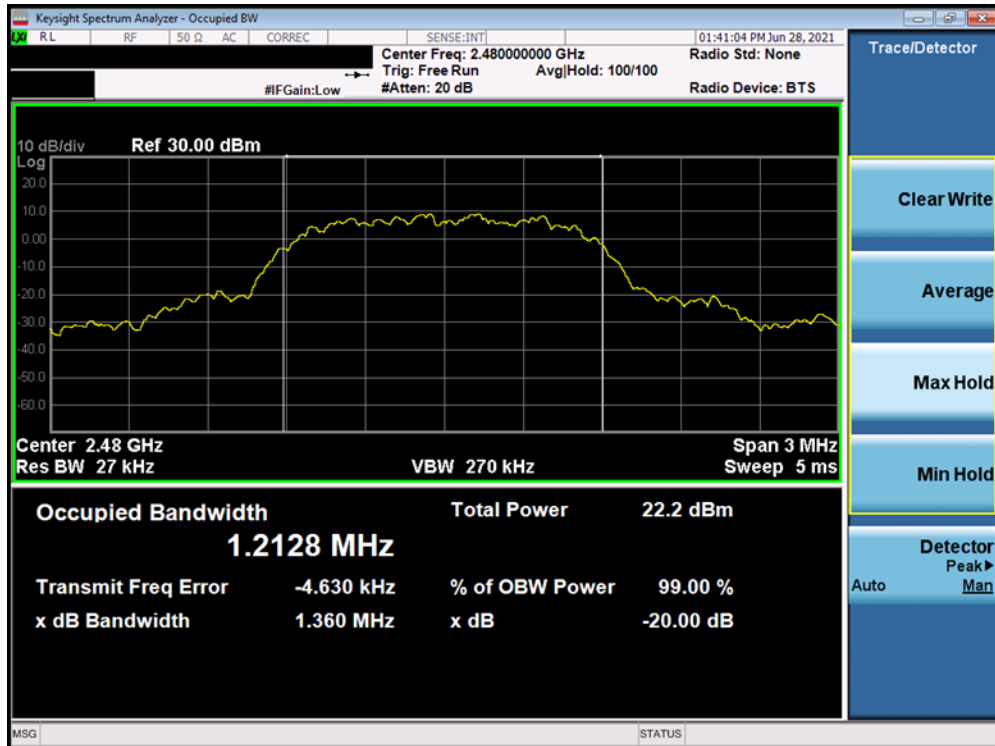 Keysight Spectrum Analyzer - Occupied BW
LXI RL RF 50 Ω AC CORREC SENSE:INT 01:41:04 PM Jun 28, 2021
Center Freq: 2.480000000 GHz Radio Std: None
Trig: Free Run Avg|Hold: 100/100
#IFGain:Low #Atten: 20 dB Radio Device: BTS
10 dB/div Ref 30.00 dBm
Log
20.0
10.0
0.00
-10.0
-20.0
-30.0
-40.0
-50.0
-60.0
Center 2.48 GHz Span 3 MHz
Res BW 27 kHz VBW 270 kHz Sweep 5 ms
Occupied Bandwidth Total Power 22.2 dBm
1.2128 MHz
Transmit Freq Error -4.630 kHz % of OBW Power 99.00 %
x dB Bandwidth 1.360 MHz x dB -20.00 dB
MSG STATUS
Trace/Detector
Clear Write
Average
Max Hold
Min Hold
Detector
Peak▶
Auto Man